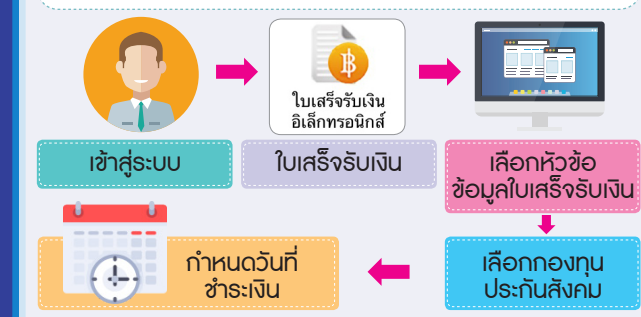 ใบเสร็จรับเงิน
อิเล็กทรอนิกส์
เข้าสู่ระบบ
ใบเสร็จรับเงิน
เลือกหัวข้อ
ข้อมูลใบเสร็จรับเงิน
เลือกกองทุน
ประกันสังคม
กำหนดวันที่
ชำระเงิน